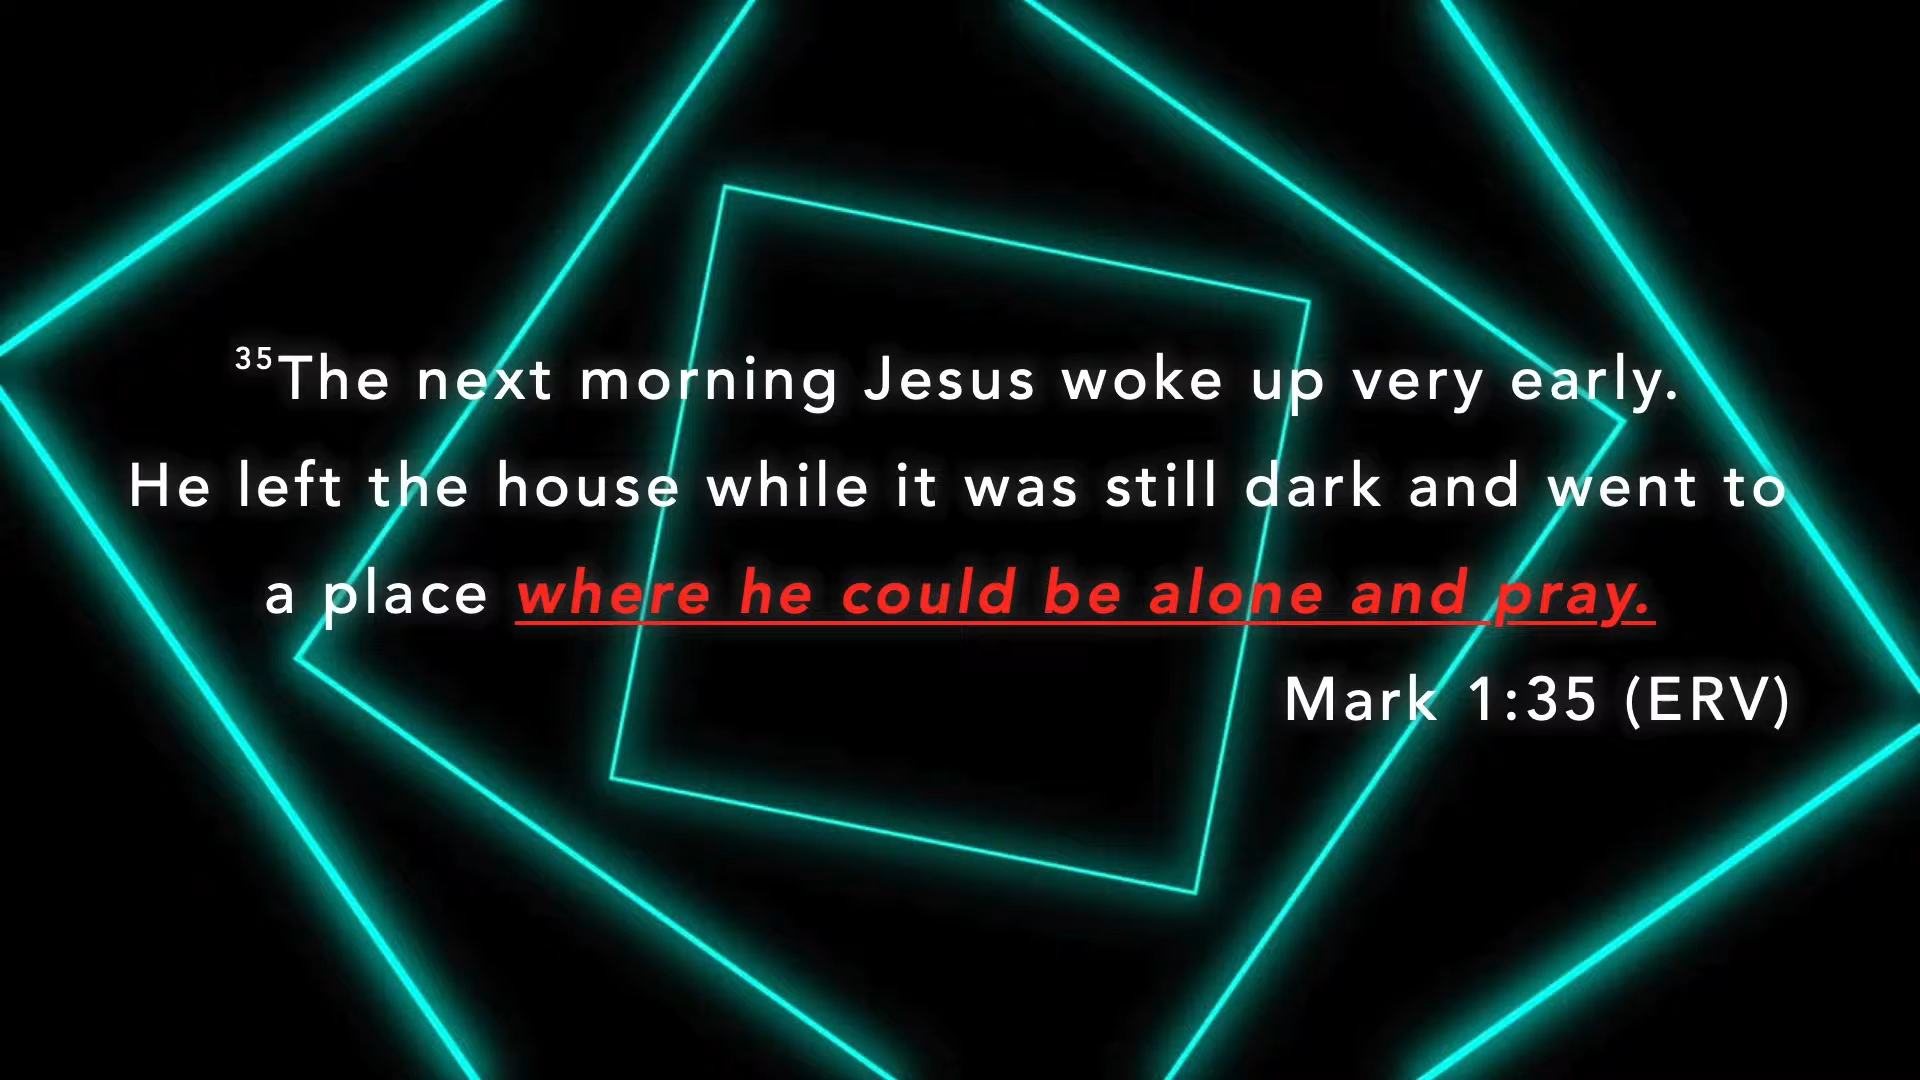 ³⁵The next morning Jesus woke up very early.
He left the house while it was still dark and went to
a place where he could be alone and pray.
Mark 1:35 (ERV)